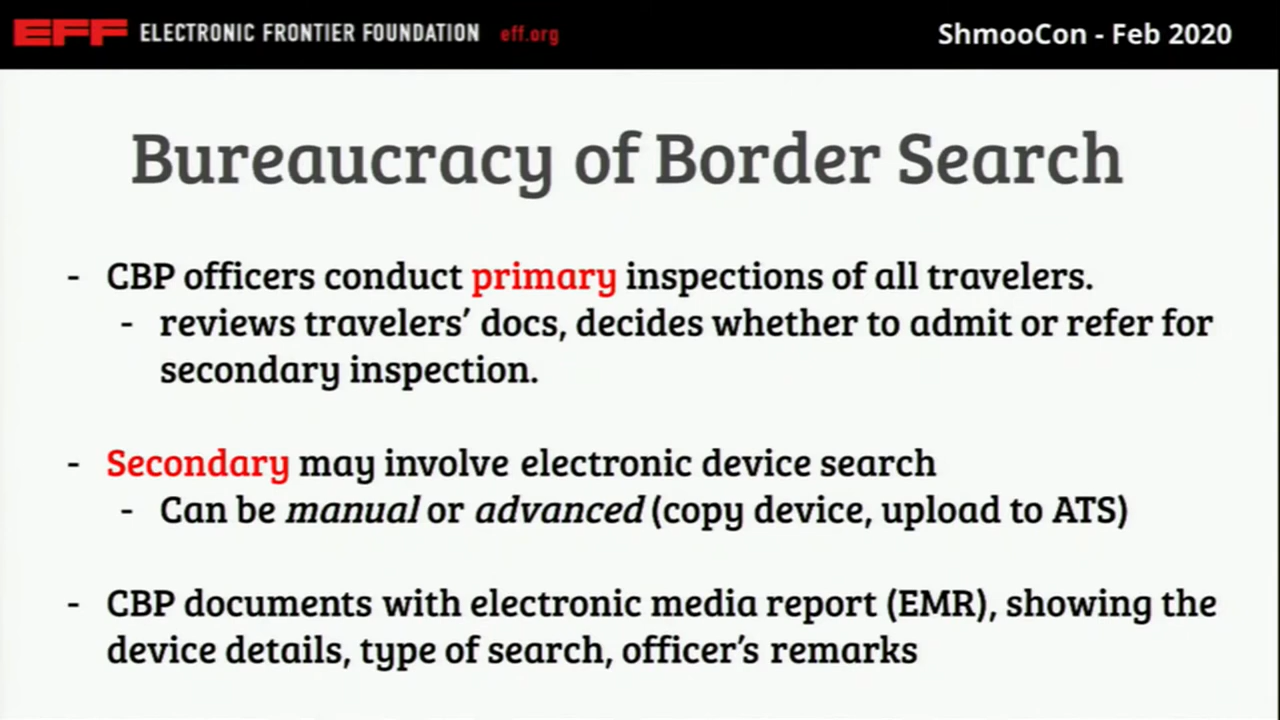 EFF ELECTRONIC FRONTIER FOUNDATION eff.org
ShmooCon - Feb 2020
Bureaucracy of Border Search
- CBP officers conduct primary inspections of all travelers.
- reviews travelers’ docs, decides whether to admit or refer for
secondary inspection.
- Secondary may involve electronic device search
- Can be manual or advanced (copy device, upload to ATS)
- CBP documents with electronic media report (EMR), showing the
device details, type of search, officer’s remarks